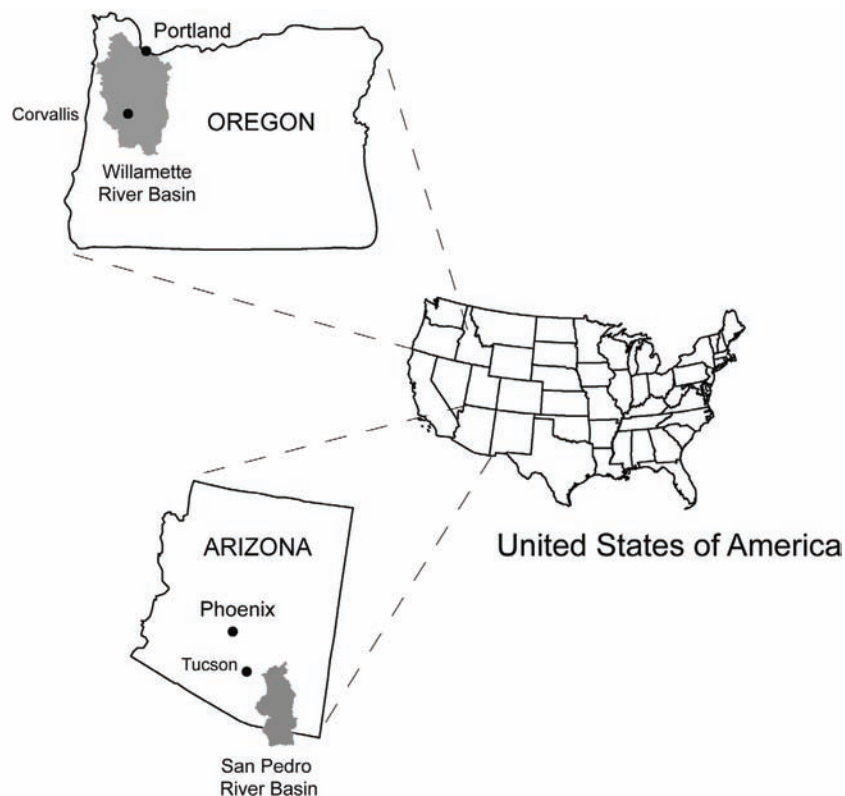 Portland
Corvallis
OREGON
Willamette
River Basin
United States of America
ARIZONA
Phoenix
Tucson
San Pedro
River Basin